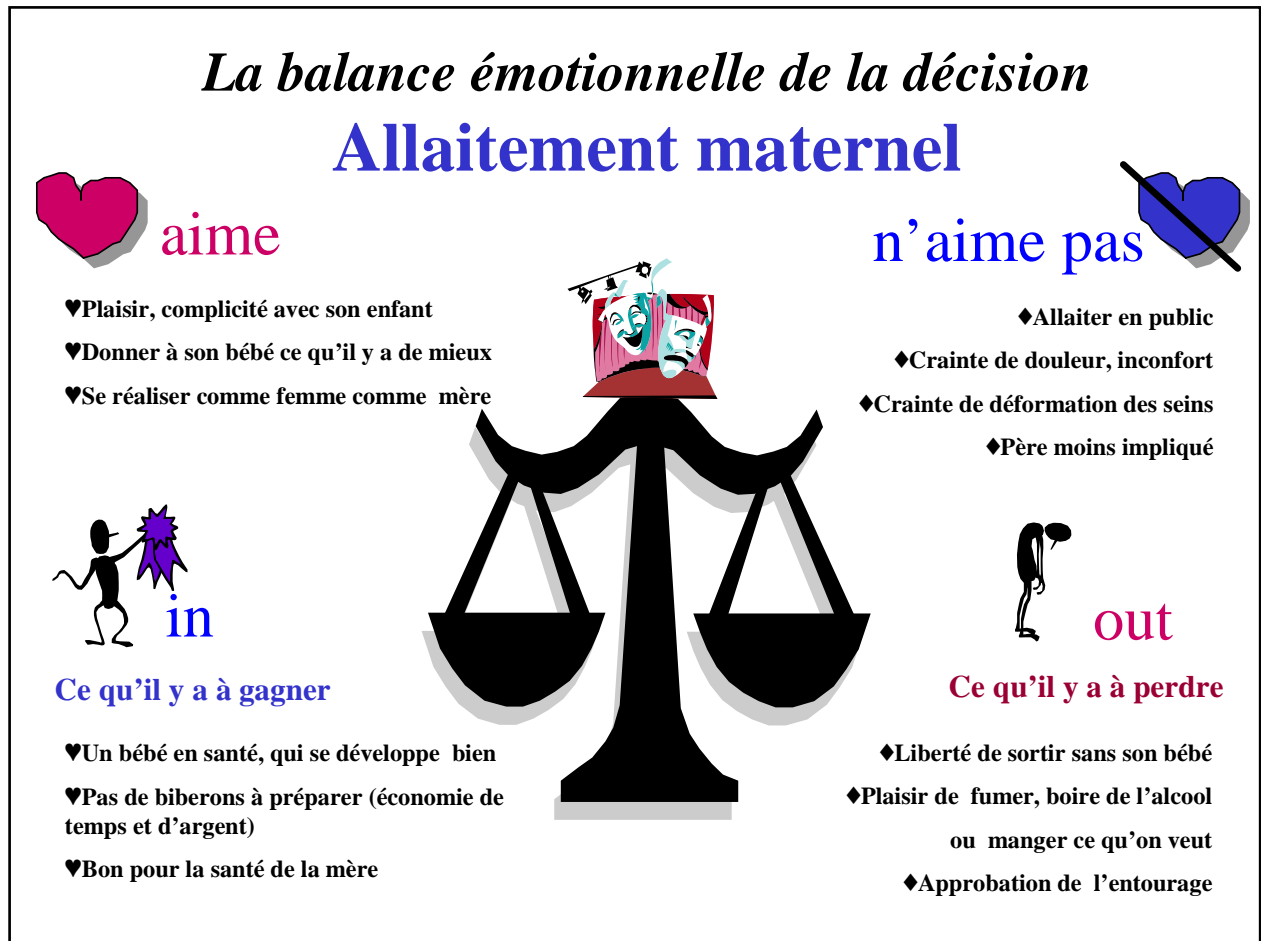 La balance émotionnelle de la décision
Allaitement maternel
aime
♥Plaisir, complicité avec son enfant
♥Donner à son bébé ce qu'il y a de mieux
♥Se réaliser comme femme comme mère
n'aime pas
♦Allaiter en public
♦Crainte de douleur, inconfort
♦Crainte de déformation des seins
♦Père moins impliqué
in
Ce qu'il y a à gagner
♥Un bébé en santé, qui se développe bien
♥Pas de biberons à préparer (économie de
temps et d'argent)
♥Bon pour la santé de la mère
out
Ce qu'il y a à perdre
♦Liberté de sortir sans son bébé
♦Plaisir de fumer, boire de l'alcool
ou manger ce qu'on veut
♦Approbation de l'entourage